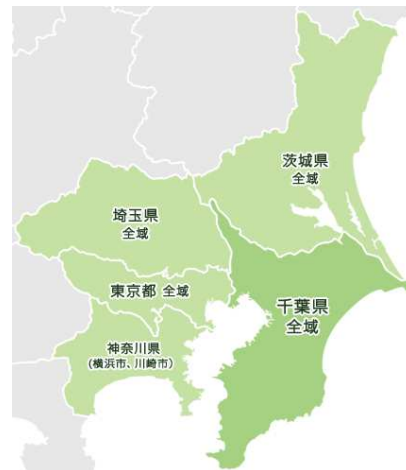 茨城県
全域
埼玉県
全域
東京都 全域
千葉県
全域
神奈川県
(横浜市、川崎市)